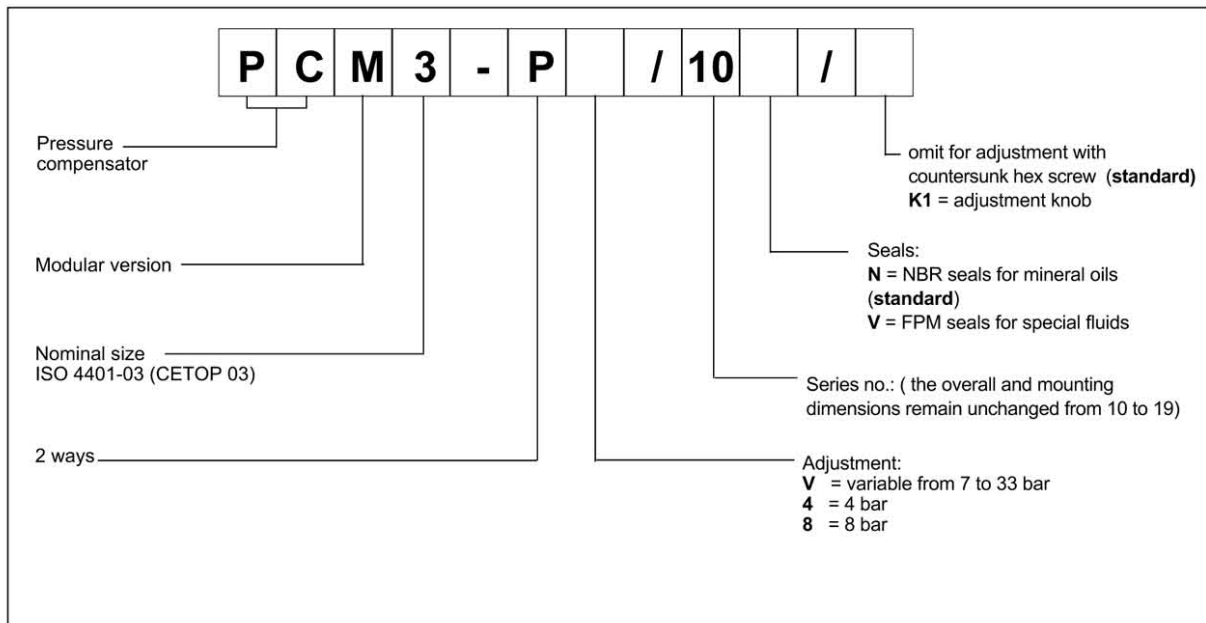 P C M 3 - P / 10 /
Pressure
compensator
Modular version
Nominal size
ISO 4401-03 (CETOP 03)
2 ways
omit for adjustment with
countersunk hex screw (standard)
K1 = adjustment knob
Seals:
N = NBR seals for mineral oils
(standard)
V = FPM seals for special fluids
Series no.: ( the overall and mounting
dimensions remain unchanged from 10 to 19)
Adjustment:
V = variable from 7 to 33 bar
4 = 4 bar
8 = 8 bar